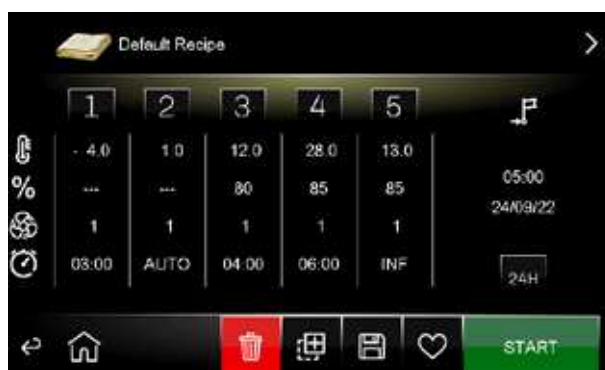 Default Recipe
1 2 3 4 5
- 4.0 1.0 12.0 28.0 13.0
% --- --- 80 85 85
05:00
24/09/22
1 1 1 1 1
03:00 AUTO 04:00 06:00 INF
24H
START